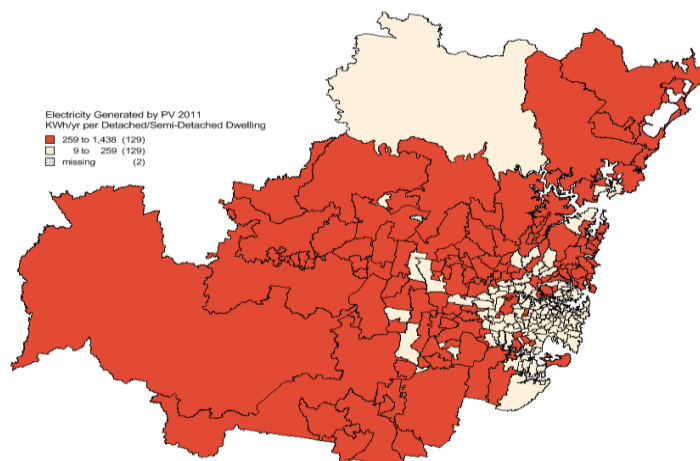 Electricity Generated by PV 2011
KWh/yr per Detached/Semi-Detached Dwelling
259 to 1,438 (129)
9 to 259 (129)
missing (2)